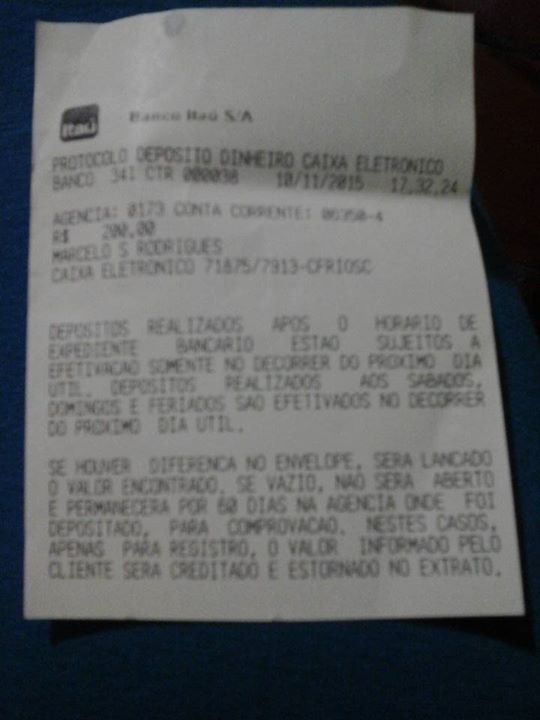 Itaú
Banco Itaú S/A
PROTOCOLO DEPOSITO DINHEIRO CAIXA ELETRONICO
BANCO 341 CTR 000038 10/11/2015 17.32.24
AGENCIA: 0173 CONTA CORRENTE: 06350-4
R$ 200,00
MARCELO S RODRIGUES
CAIXA ELETRONICO 71875/7913-CFRIOSC
DEPOSITOS REALIZADOS APOS O HORARIO DE
EXPEDIENTE BANCARIO ESTAO SUJEITOS A
EFETIVACAO SOMENTE NO DECORRER DO PROXIMO DIA
UTIL. DEPOSITOS REALIZADOS AOS SABADOS,
DOMINGOS E FERIADOS SAO EFETIVADOS NO DECORRER
DO PROXIMO DIA UTIL.
SE HOUVER DIFERENCA NO ENVELOPE, SERA LANCADO
O VALOR ENCONTRADO. SE VAZIO, NAO SERA ABERTO
E PERMANECERA POR 60 DIAS NA AGENCIA ONDE FOI
DEPOSITADO, PARA COMPROVACAO. NESTES CASOS,
APENAS PARA REGISTRO, O VALOR INFORMADO PELO
CLIENTE SERA CREDITADO E ESTORNADO NO EXTRATO.